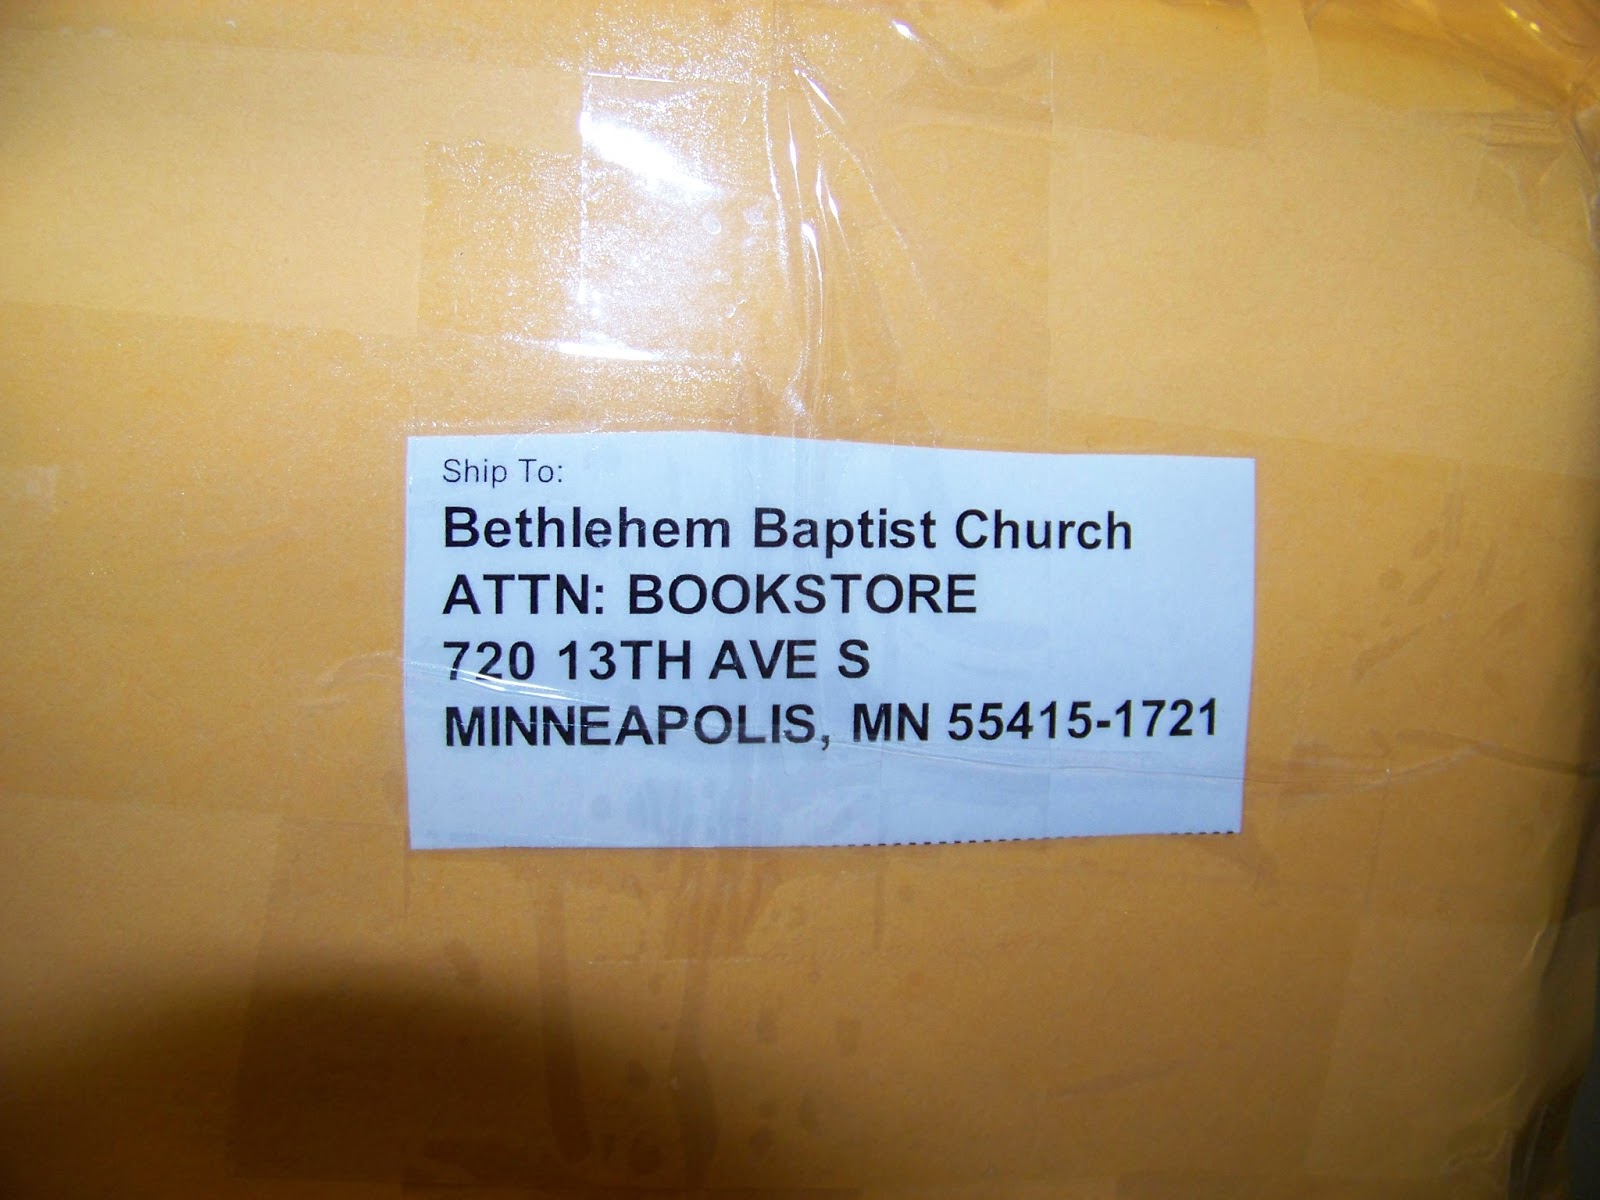 Ship To:
Bethlehem Baptist Church
ATTN: BOOKSTORE
720 13TH AVE S
MINNEAPOLIS, MN 55415-1721